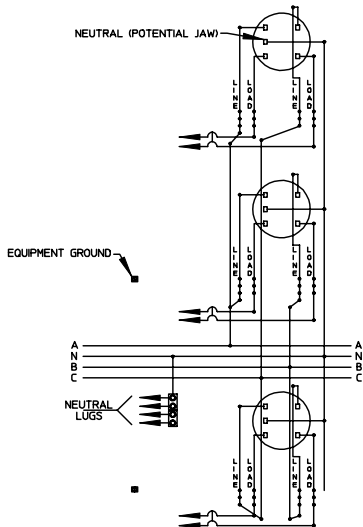 NEUTRAL (POTENTIAL JAW)
LINE
LOAD
LINE
LOAD
LINE
LOAD
LINE
LOAD
EQUIPMENT GROUND
A
N
B
C
A
N
B
C
NEUTRAL
LUGS
LINE
LOAD
LINE
LOAD